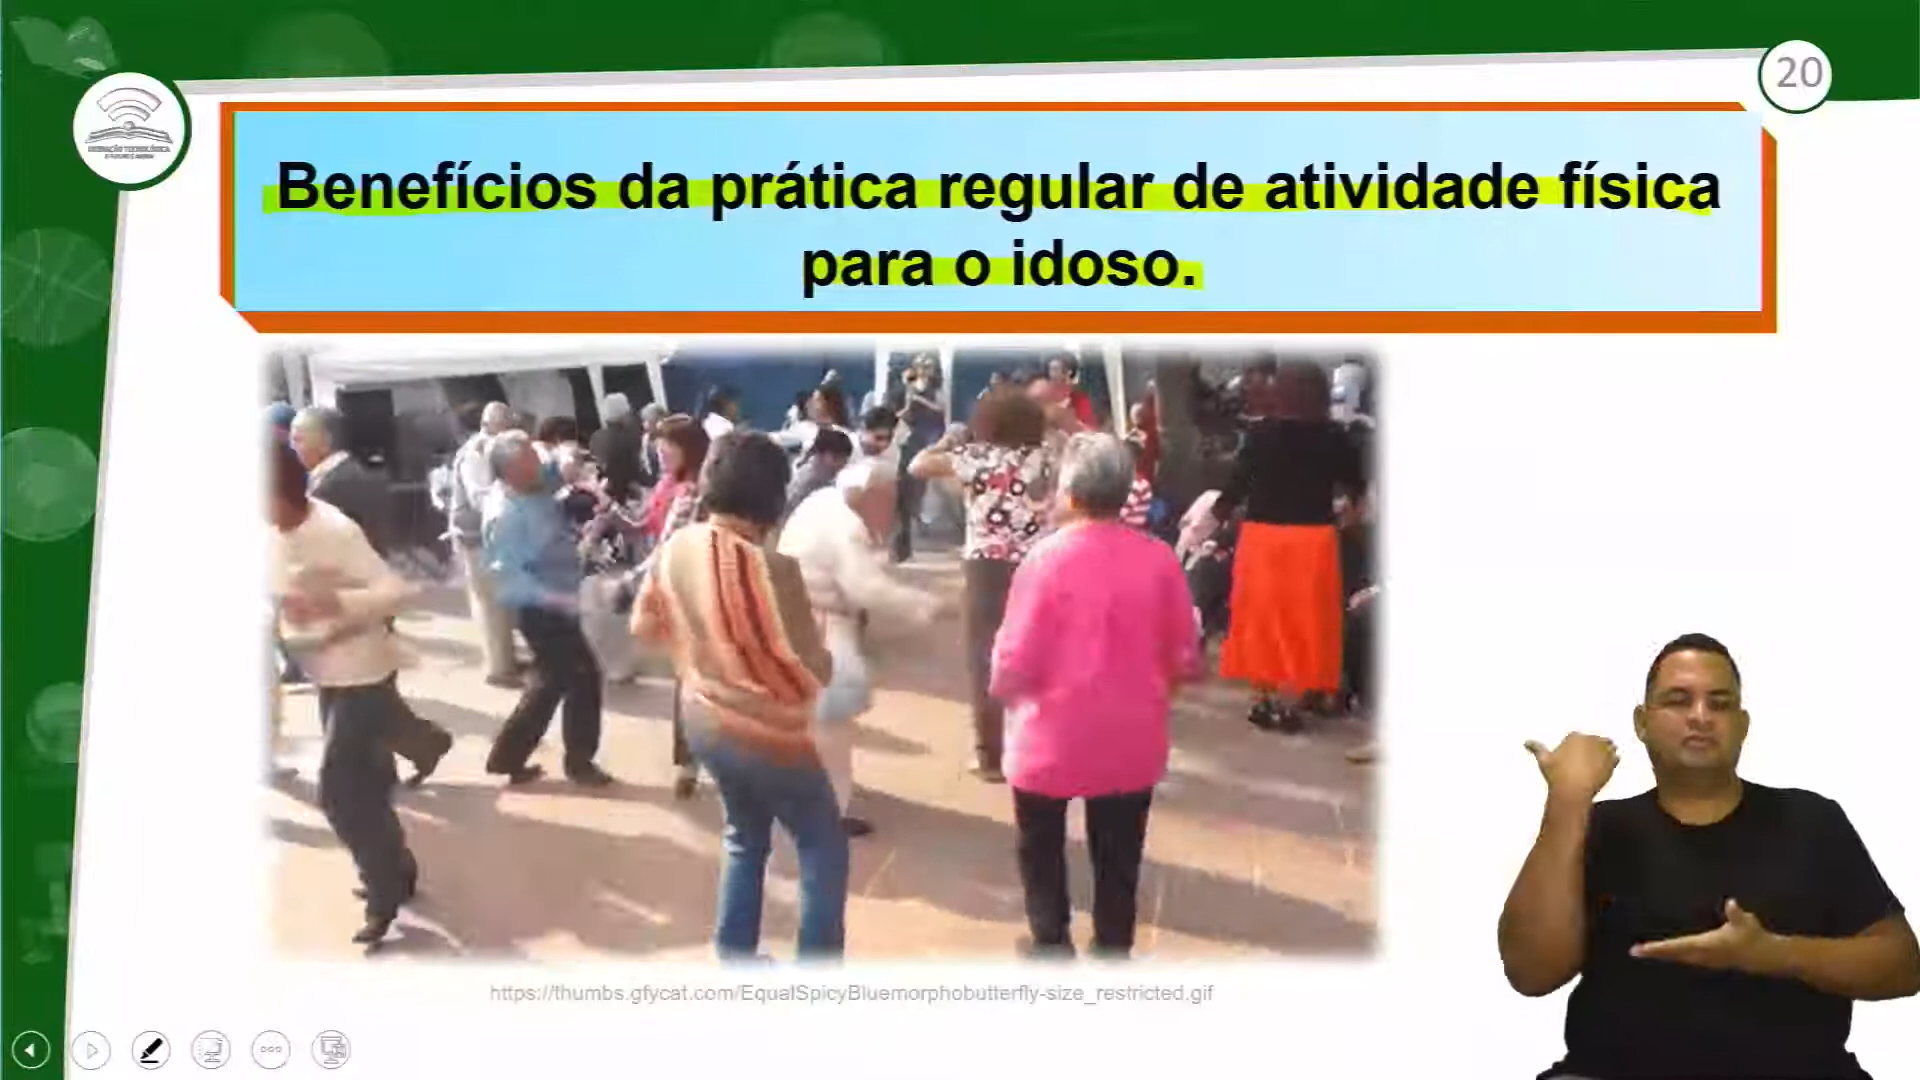 20
Benefícios da prática regular de atividade física
para o idoso.
https://thumbs.gfycat.com/EqualSpicyBluemorphobutterfly-size_restricted.gif